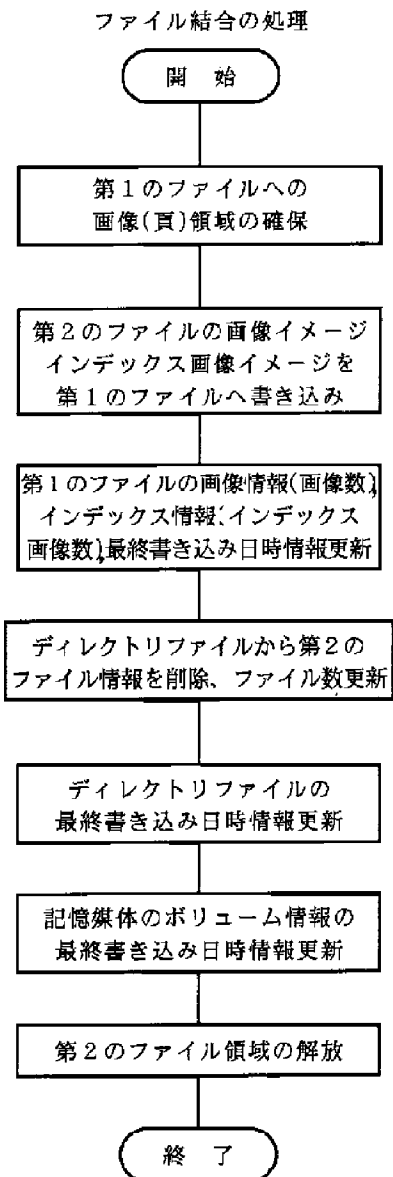 ファイル結合の処理
開 始
第1のファイルへの
画像(頁)領域の確保
第2のファイルの画像イメージ
インデックス画像イメージを
第1のファイルへ書き込み
第1のファイルの画像情報(画像数),
インデックス情報(インデックス
画像数),最終書き込み日時情報更新
ディレクトリファイルから第2の
ファイル情報を削除、ファイル数更新
ディレクトリファイルの
最終書き込み日時情報更新
記憶媒体のボリューム情報の
最終書き込み日時情報更新
第2のファイル領域の解放
終 了